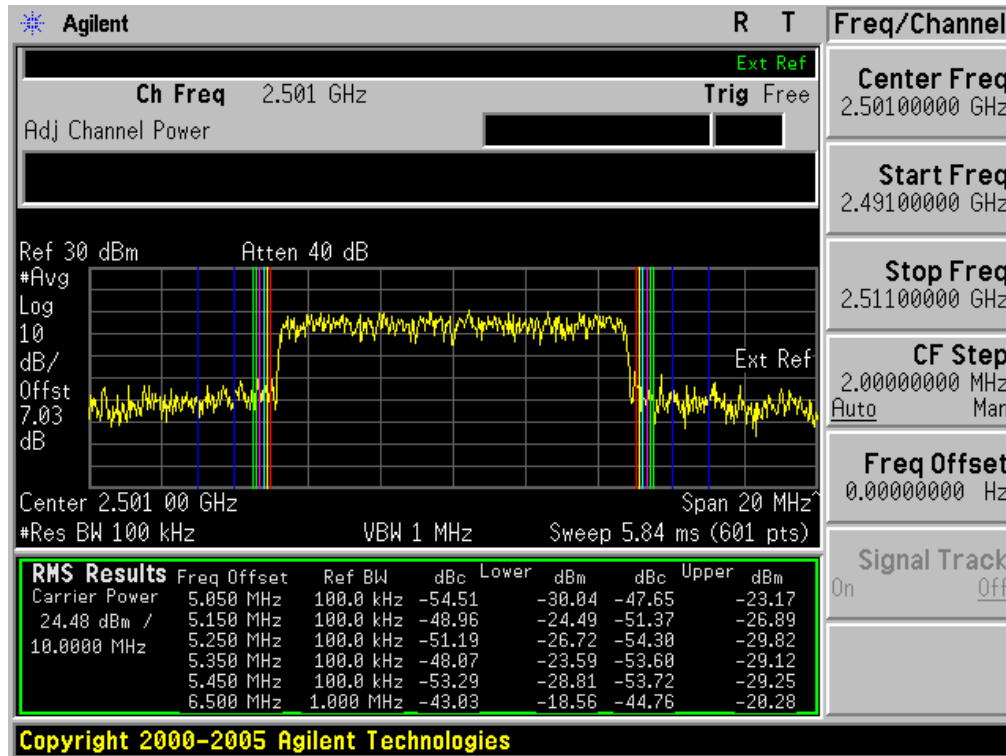 Agilent R T Freq/Channel
Ext Ref
Ch Freq 2.501 GHz Trig Free
Adj Channel Power
Center Freq
2.50100000 GHz
Start Freq
2.49100000 GHz
Stop Freq
2.51100000 GHz
CF Step
2.00000000 MHz
Auto Man
Freq Offset
0.00000000 Hz
Signal Track
On Off
Ref 30 dBm Atten 40 dB
#Avg
Log
10
dB/
Offst
7.03
dB
Ext Ref
Center 2.501 00 GHz Span 20 MHz^
#Res BW 100 kHz VBW 1 MHz Sweep 5.84 ms (601 pts)
RMS Results Freq Offset Ref BW dBc Lower dBm dBc Upper dBm
Carrier Power 5.050 MHz 100.0 kHz -54.51 -30.04 -47.65 -23.17
24.48 dBm / 5.150 MHz 100.0 kHz -48.96 -24.49 -51.37 -26.89
10.0000 MHz 5.250 MHz 100.0 kHz -51.19 -26.72 -54.30 -29.82
5.350 MHz 100.0 kHz -48.07 -23.59 -53.60 -29.12
5.450 MHz 100.0 kHz -53.29 -28.81 -53.72 -29.25
6.500 MHz 1.000 MHz -43.03 -18.56 -44.76 -20.28
Copyright 2000-2005 Agilent Technologies